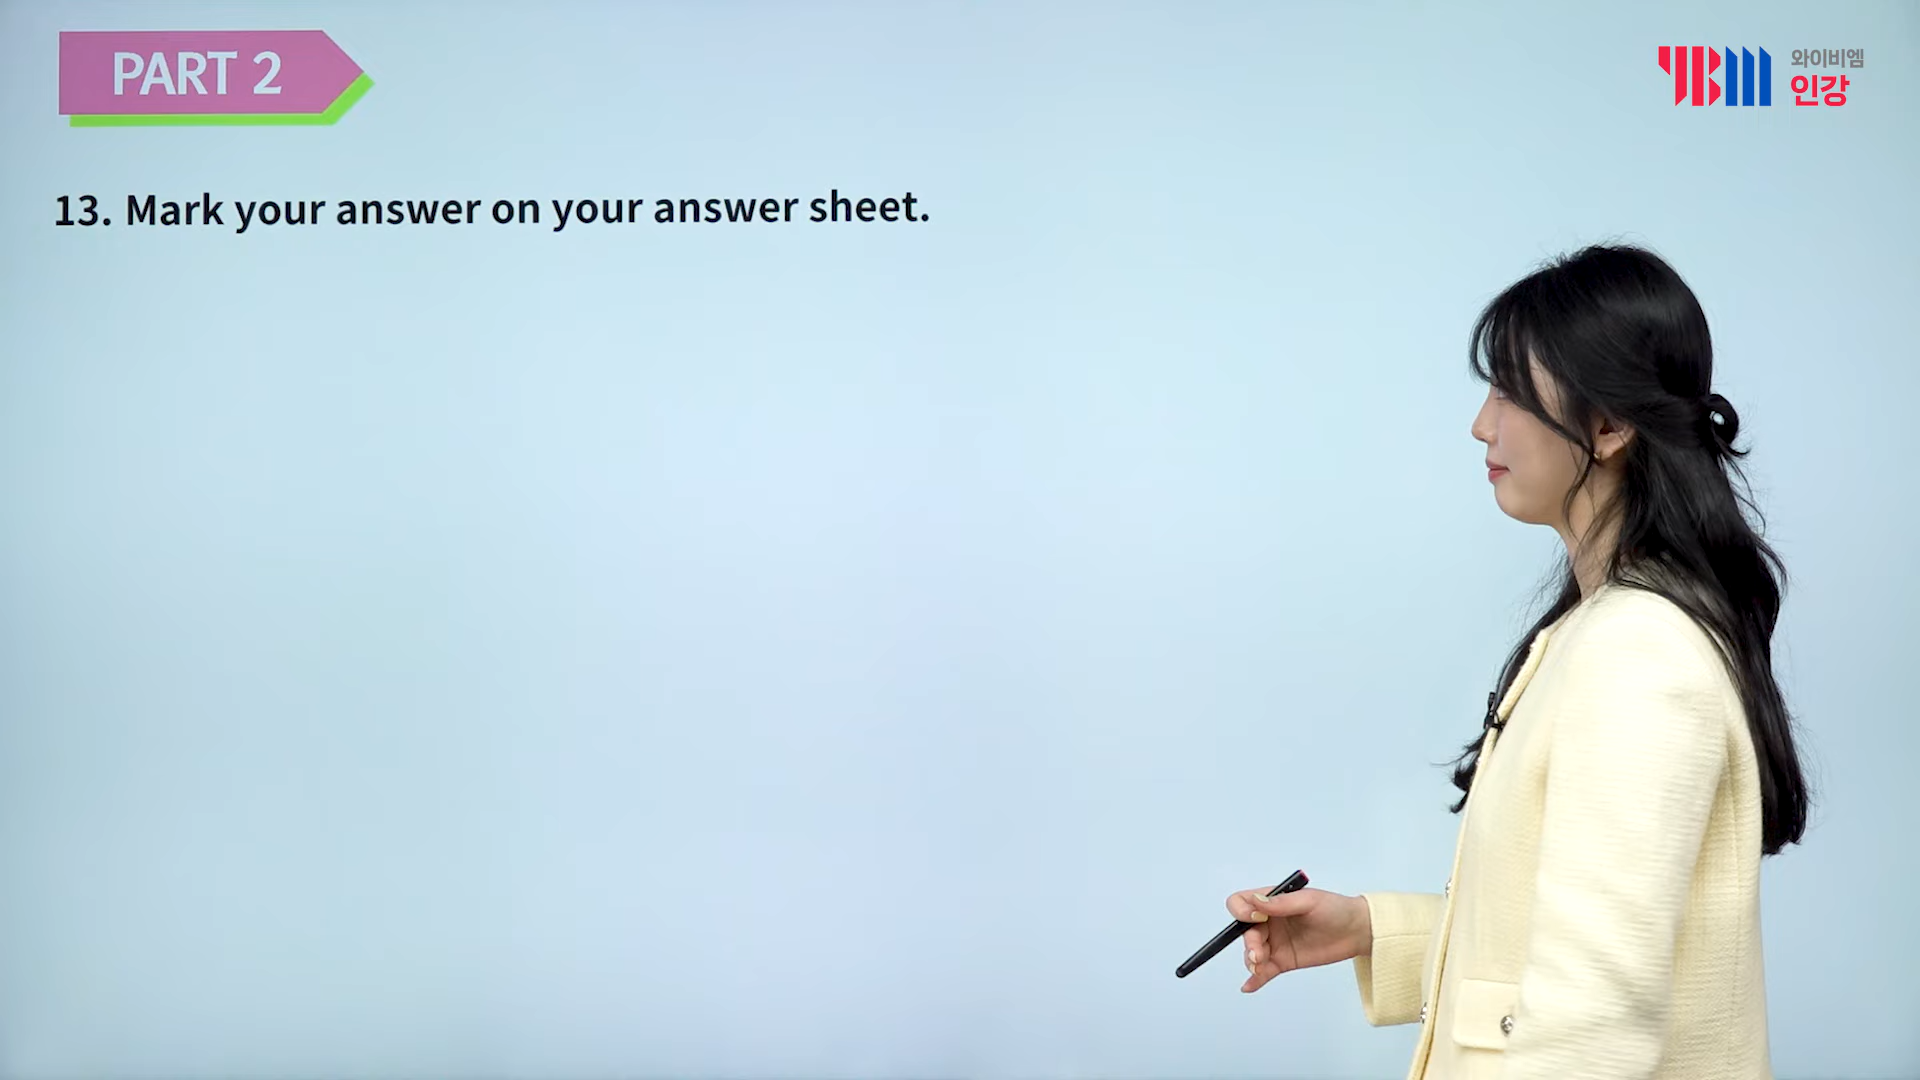 PART 2
YBM
와이비엠
인강
13. Mark your answer on your answer sheet.